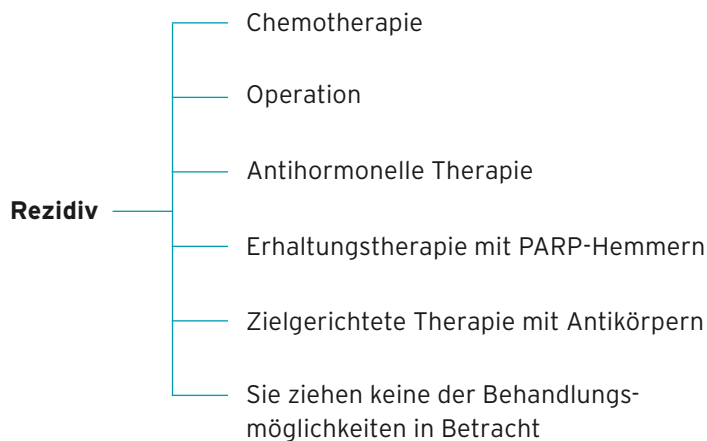 Chemotherapie
Operation
Antihormonelle Therapie
Rezidiv
Erhaltungstherapie mit PARP-Hemmern
Zielgerichtete Therapie mit Antikörpern
Sie ziehen keine der Behandlungs-
möglichkeiten in Betracht